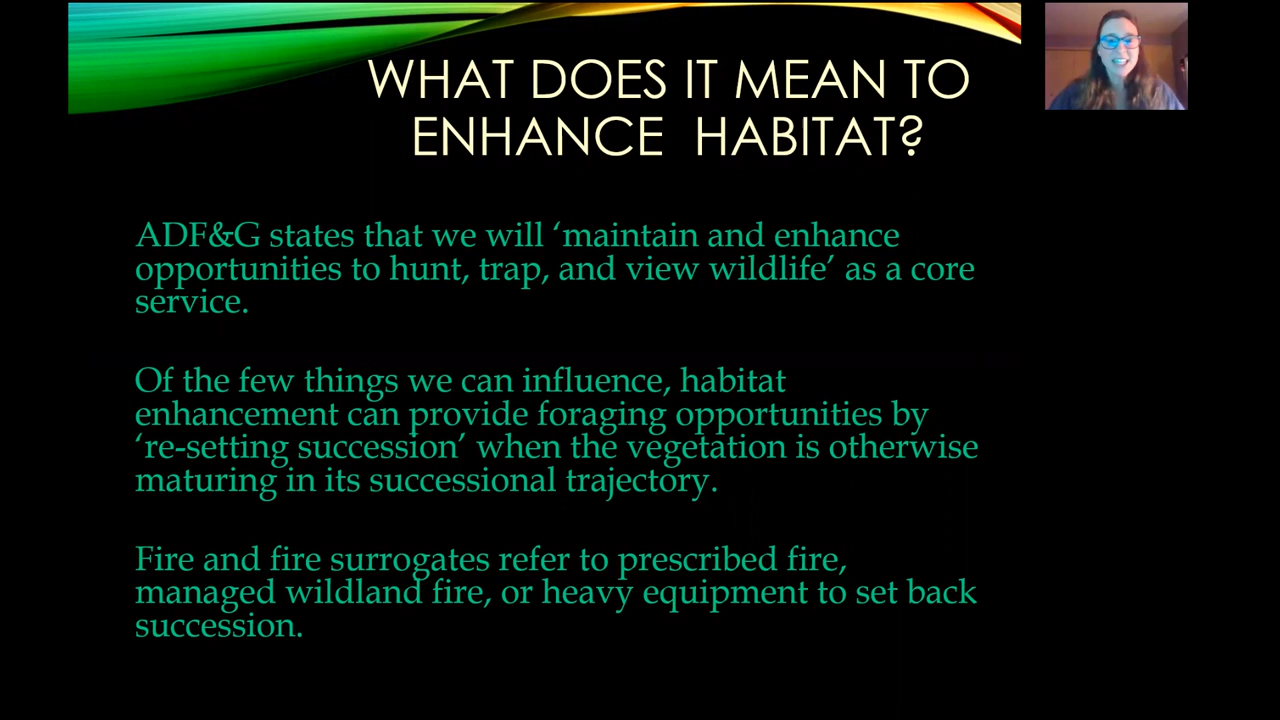 WHAT DOES IT MEAN TO
ENHANCE HABITAT?
ADF&G states that we will ‘maintain and enhance
opportunities to hunt, trap, and view wildlife’ as a core
service.
Of the few things we can influence, habitat
enhancement can provide foraging opportunities by
‘re-setting succession’ when the vegetation is otherwise
maturing in its successional trajectory.
Fire and fire surrogates refer to prescribed fire,
managed wildland fire, or heavy equipment to set back
succession.